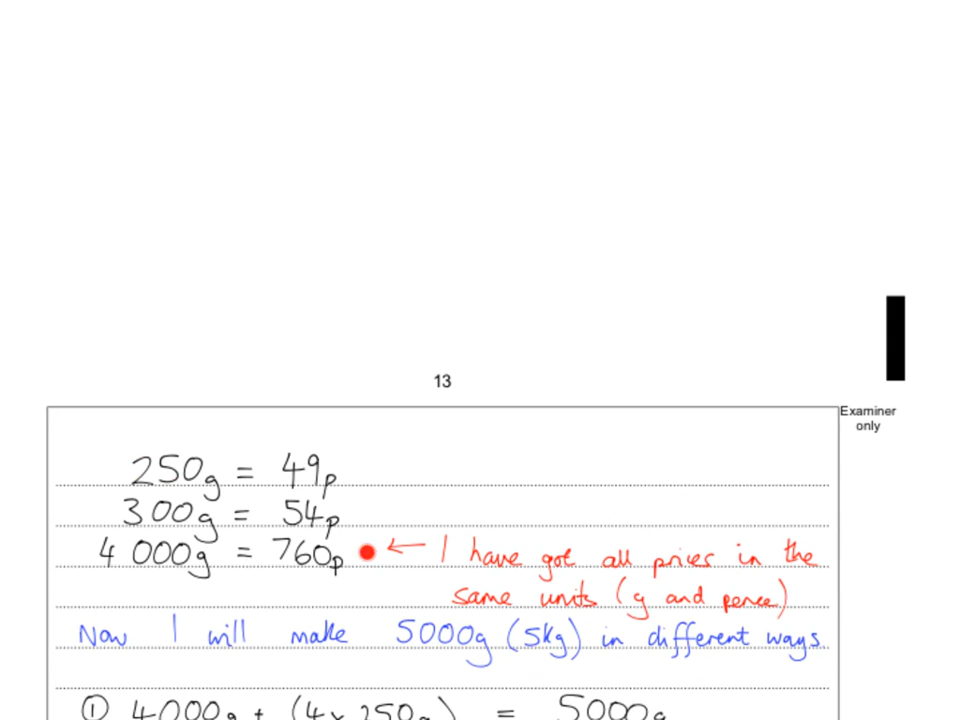 13
Examiner
only
250g = 49p
300g = 54p
4 000g = 760p ← I have got all prices in the
same units (g and pence)
Now I will make 5000g (5kg) in different ways
① 4000g + (4 x 250g) = 5000g